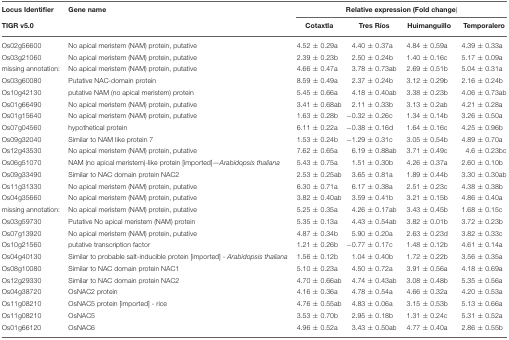 Locus Identifier Gene name Relative expression (Fold change)
TIGR v5.0 Cotaxtla Tres Ríos Huimanguillo Temporalero
Os02g56600 No apical meristem (NAM) protein, putative 4.52 ± 0.29a 4.40 ± 0.37a 4.84 ± 0.59a 4.39 ± 0.33a
Os03g21060 No apical meristem (NAM) protein, putative 2.39 ± 0.23b 2.50 ± 0.24b 1.40 ± 0.16c 5.17 ± 0.09a
missing annotation: No apical meristem (NAM) protein, putative 4.66 ± 0.47a 3.78 ± 0.73ab 2.69 ± 0.51b 5.04 ± 0.31a
Os03g60080 Putative NAC-domain protein 8.59 ± 0.49a 2.37 ± 0.24b 3.12 ± 0.29b 2.16 ± 0.24b
Os10g42130 putative NAM (no apical meristem) protein 5.45 ± 0.66a 4.18 ± 0.40ab 3.38 ± 0.23b 4.06 ± 0.73ab
Os01g66490 No apical meristem (NAM) protein, putative 3.41 ± 0.68ab 2.11 ± 0.33b 3.13 ± 0.2ab 4.21 ± 0.28a
Os01g15640 No apical meristem (NAM) protein, putative 1.63 ± 0.28b −0.32 ± 0.26c 1.34 ± 0.14b 3.26 ± 0.50a
Os07g04560 hypothetical protein 6.11 ± 0.22a −0.38 ± 0.16d 1.64 ± 0.16c 4.25 ± 0.96b
Os09g32040 Similar to NAM like protein 7 1.53 ± 0.24b −1.29 ± 0.31c 3.05 ± 0.54b 4.89 ± 0.70a
Os12g43530 No apical meristem (NAM) protein, putative 7.62 ± 0.65a 6.19 ± 0.88ab 3.71 ± 0.49c 4.6 ± 0.23bc
Os06g51070 NAM (no apical meristem)-like protein [imported]—Arabidopsis thaliana 5.43 ± 0.75a 1.51 ± 0.30b 4.26 ± 0.37a 2.60 ± 0.10b
Os09g33490 Similar to NAC domain protein NAC2 2.53 ± 0.25ab 3.65 ± 0.81a 1.89 ± 0.44b 3.30 ± 0.30ab
Os11g31330 No apical meristem (NAM) protein, putative 6.30 ± 0.71a 6.17 ± 0.38a 2.51 ± 0.23c 4.38 ± 0.38b
Os04g35660 No apical meristem (NAM) protein, putative 3.82 ± 0.40ab 3.59 ± 0.41b 3.21 ± 0.15b 4.86 ± 0.40a
missing annotation: No apical meristem (NAM) protein, putative 5.25 ± 0.35a 4.26 ± 0.17ab 3.43 ± 0.45b 1.68 ± 0.15c
Os03g59730 Putative No apical meristem (NAM) protein 5.35 ± 0.13a 4.43 ± 0.54ab 3.82 ± 0.01b 3.72 ± 0.23b
Os07g13920 No apical meristem (NAM) protein, putative 4.87 ± 0.34b 5.90 ± 0.20a 2.63 ± 0.23d 3.82 ± 0.33c
Os10g21560 putative transcription factor 1.21 ± 0.26b −0.77 ± 0.17c 1.48 ± 0.12b 4.61 ± 0.14a
Os04g40130 Similar to probable salt-inducible protein [imported] - Arabidopsis thaliana 1.56 ± 0.12b 1.04 ± 0.40b 1.72 ± 0.22b 3.56 ± 0.35a
Os08g10080 Similar to NAC domain protein NAC1 5.10 ± 0.23a 4.50 ± 0.72a 3.91 ± 0.56a 4.18 ± 0.69a
Os12g29330 Similar to NAC domain protein NAC2 4.70 ± 0.66ab 4.74 ± 0.43ab 3.08 ± 0.48b 5.35 ± 0.56a
Os04g38720 OsNAC2 protein 4.16 ± 0.36a 4.78 ± 0.54a 4.66 ± 0.32a 4.20 ± 0.53a
Os11g08210 OsNAC5 protein [imported] - rice 4.76 ± 0.55ab 4.83 ± 0.06a 3.15 ± 0.53b 5.13 ± 0.66a
Os11g08210 OsNAC5 3.53 ± 0.70b 2.95 ± 0.18b 1.31 ± 0.24c 5.31 ± 0.52a
Os01g66120 OsNAC6 4.96 ± 0.52a 3.43 ± 0.50ab 4.77 ± 0.40a 2.86 ± 0.55b